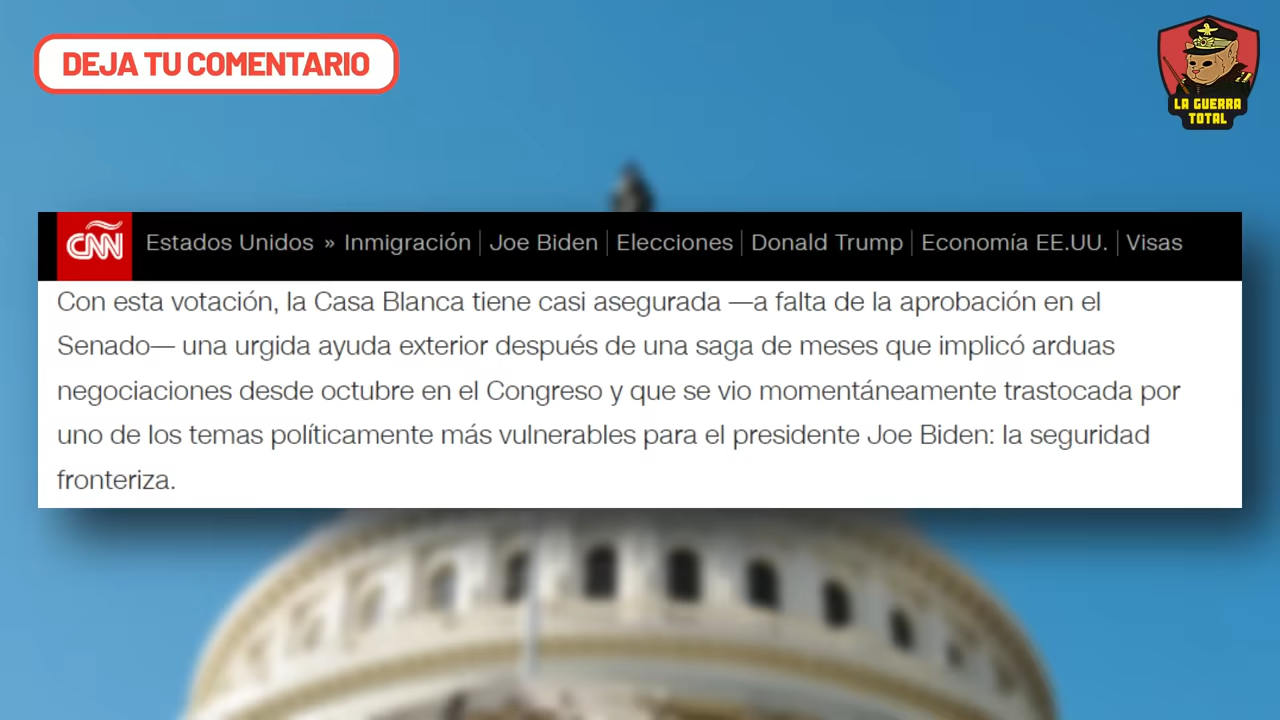 DEJA TU COMENTARIO
LA GUERRA
TOTAL
CNN Estados Unidos » Inmigración | Joe Biden | Elecciones | Donald Trump | Economía EE.UU. | Visas
Con esta votación, la Casa Blanca tiene casi asegurada —a falta de la aprobación en el
Senado— una urgida ayuda exterior después de una saga de meses que implicó arduas
negociaciones desde octubre en el Congreso y que se vio momentáneamente trastocada por
uno de los temas políticamente más vulnerables para el presidente Joe Biden: la seguridad
fronteriza.